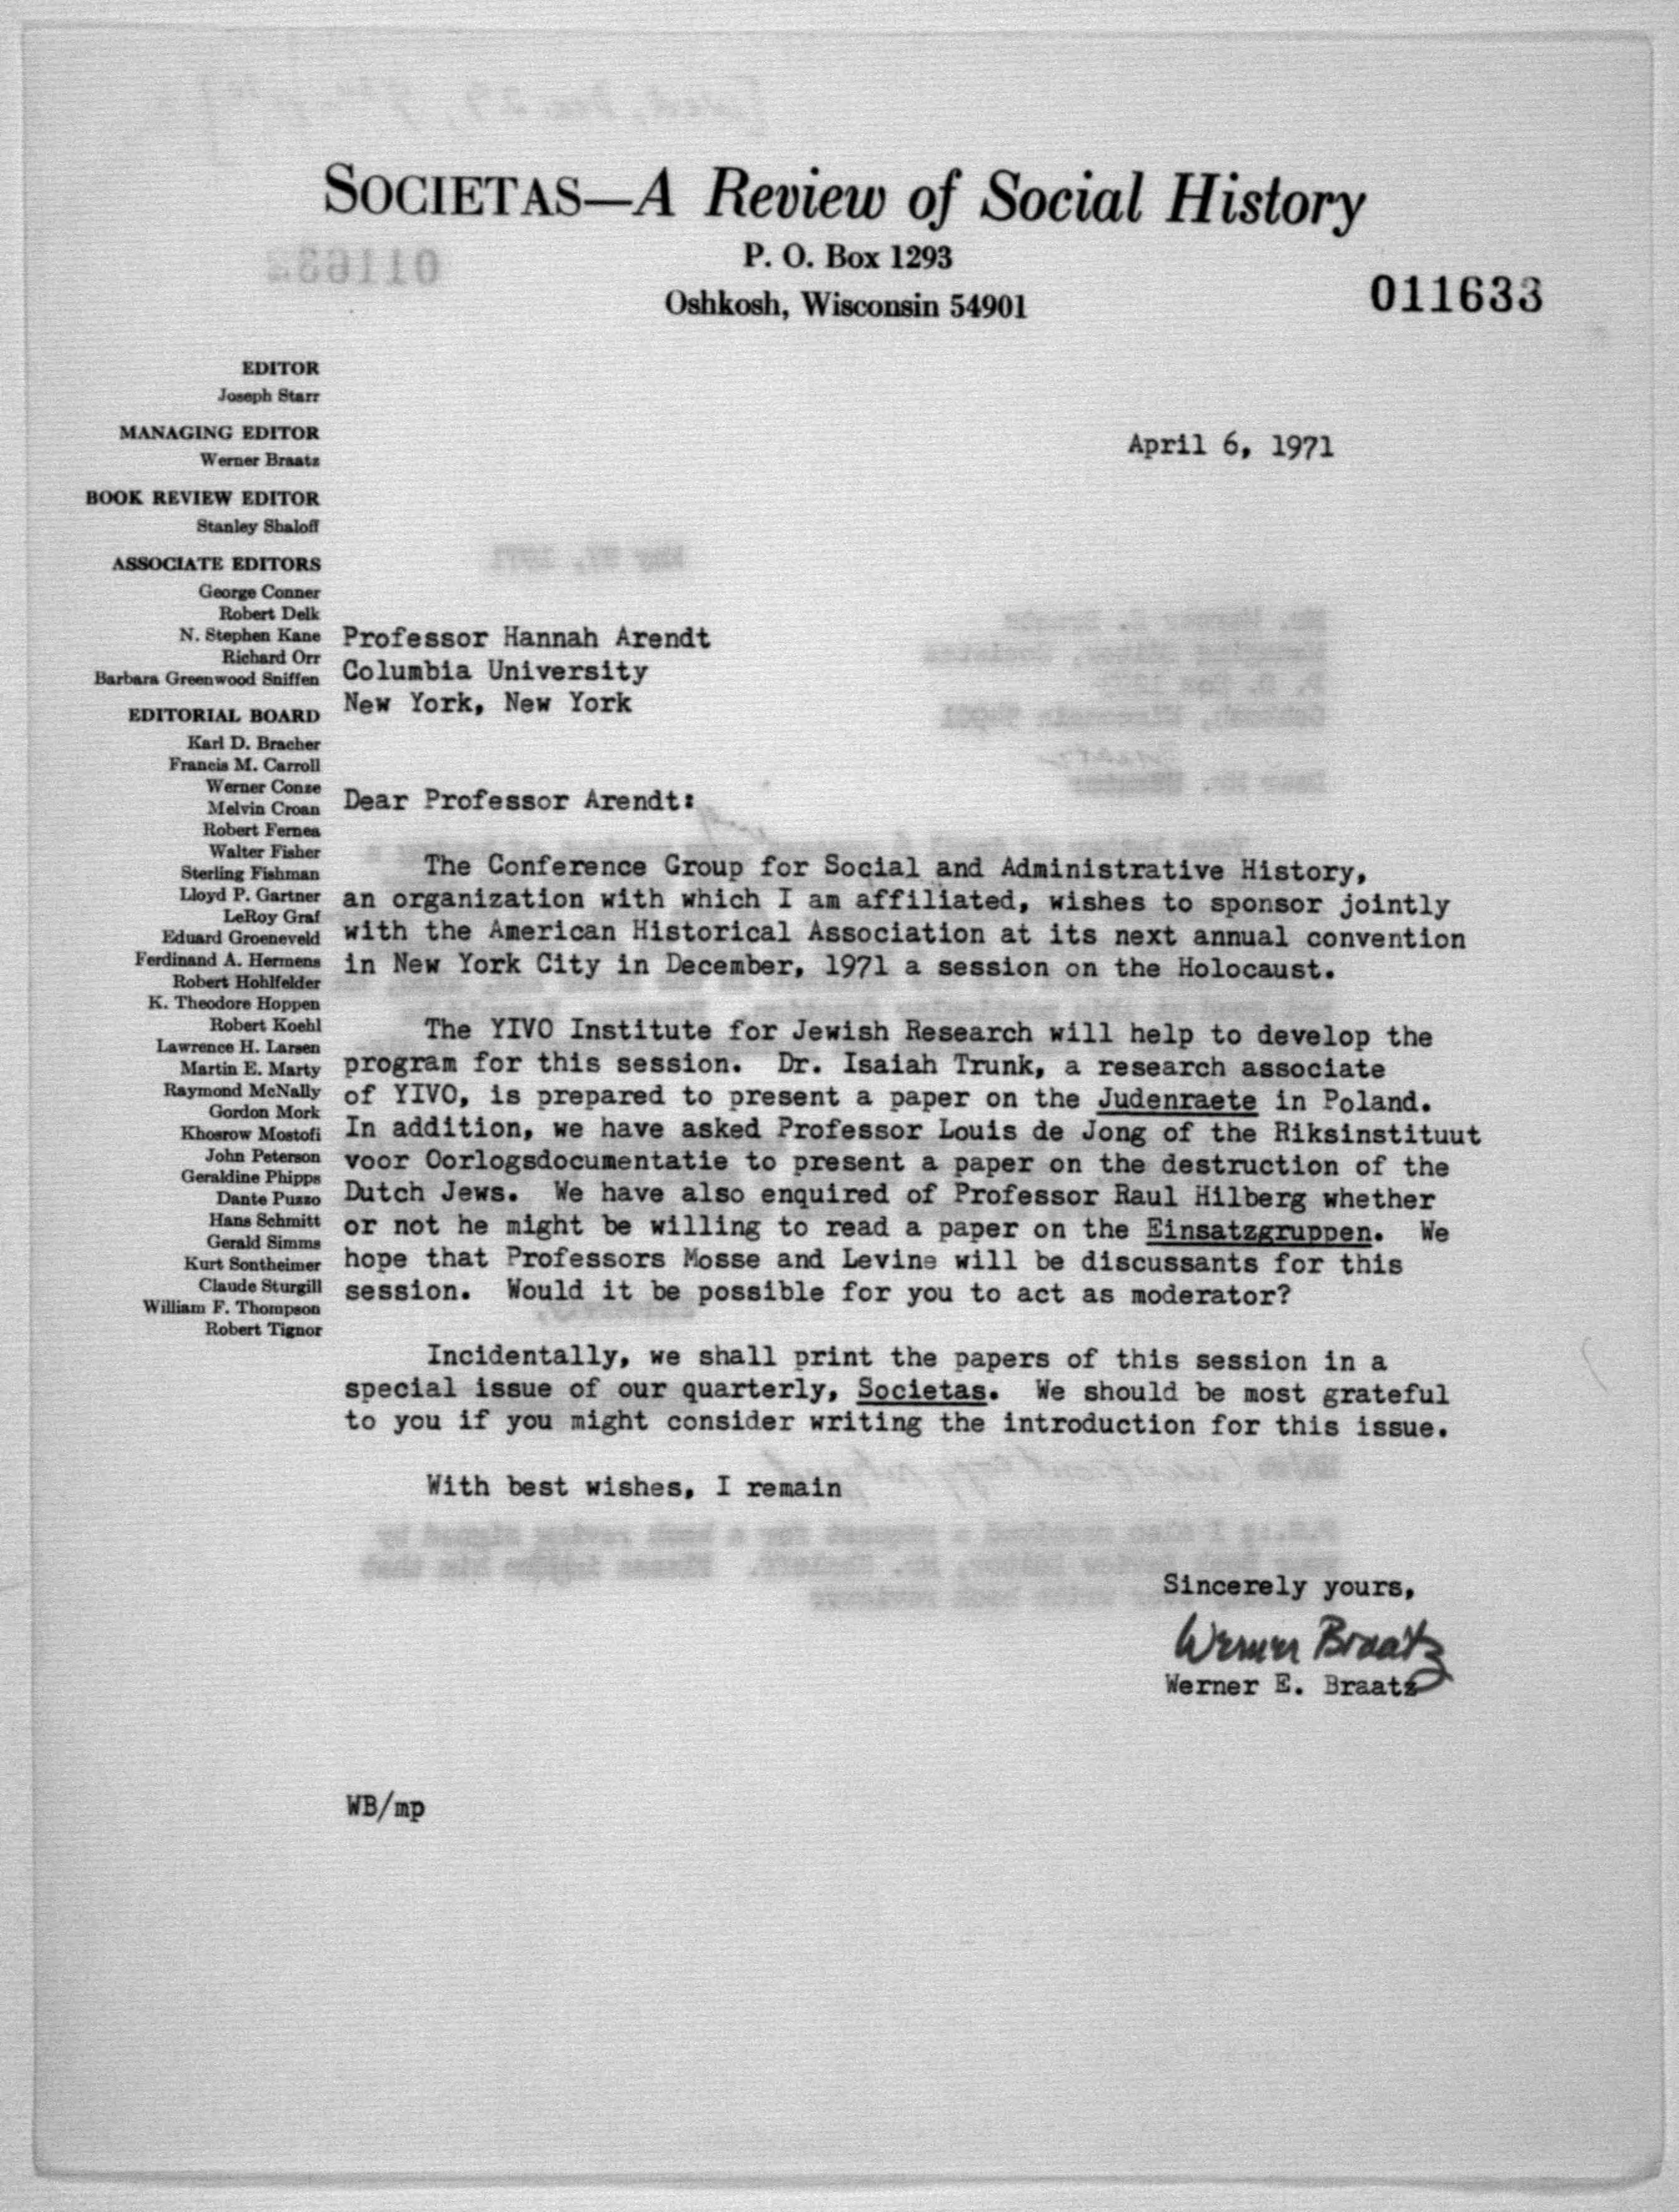 SOCIETAS—A Review of Social History
P. O. Box 1293
Oshkosh, Wisconsin 54901
011633
EDITOR
Joseph Starr
MANAGING EDITOR
Werner Braatz
BOOK REVIEW EDITOR
Stanley Shaloff
ASSOCIATE EDITORS
George Conner
Robert Delk
N. Stephen Kane
Richard Orr
Barbara Greenwood Sniffen
EDITORIAL BOARD
Karl D. Bracher
Francis M. Carroll
Werner Conze
Melvin Croan
Robert Fernea
Walter Fisher
Sterling Fishman
Lloyd P. Gartner
LeRoy Graf
Eduard Groeneveld
Ferdinand A. Hermens
Robert Hohlfelder
K. Theodore Hoppen
Robert Koehl
Lawrence H. Larsen
Martin E. Marty
Raymond McNally
Gordon Mork
Khosrow Mostofi
John Peterson
Geraldine Phipps
Dante Puzzo
Hans Schmitt
Gerald Simms
Kurt Sontheimer
Claude Sturgill
William F. Thompson
Robert Tignor
April 6, 1971
Professor Hannah Arendt
Columbia University
New York, New York
Dear Professor Arendt:
The Conference Group for Social and Administrative History,
an organization with which I am affiliated, wishes to sponsor jointly
with the American Historical Association at its next annual convention
in New York City in December, 1971 a session on the Holocaust.
The YIVO Institute for Jewish Research will help to develop the
program for this session. Dr. Isaiah Trunk, a research associate
of YIVO, is prepared to present a paper on the Judenraete in Poland.
In addition, we have asked Professor Louis de Jong of the Riksinstituut
voor Oorlogsdocumentatie to present a paper on the destruction of the
Dutch Jews. We have also enquired of Professor Raul Hilberg whether
or not he might be willing to read a paper on the Einsatzgruppen. We
hope that Professors Mosse and Levine will be discussants for this
session. Would it be possible for you to act as moderator?
Incidentally, we shall print the papers of this session in a
special issue of our quarterly, Societas. We should be most grateful
to you if you might consider writing the introduction for this issue.
With best wishes, I remain
Sincerely yours,
Werner Braatz
Werner E. Braatz
WB/mp